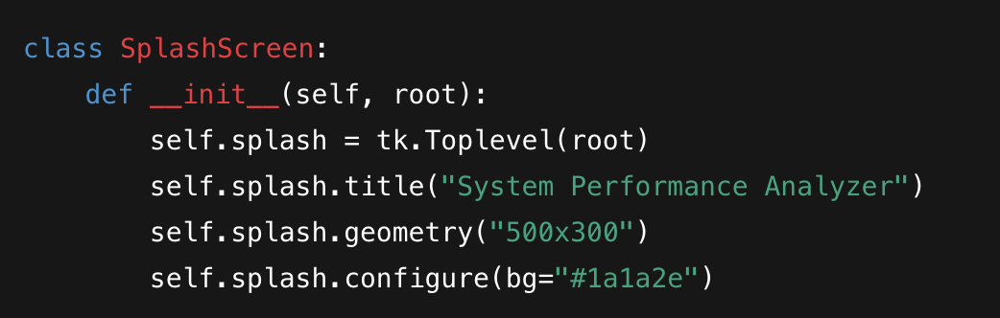 class SplashScreen:
    def __init__(self, root):
        self.splash = tk.Toplevel(root)
        self.splash.title("System Performance Analyzer")
        self.splash.geometry("500x300")
        self.splash.configure(bg="#1a1a2e")